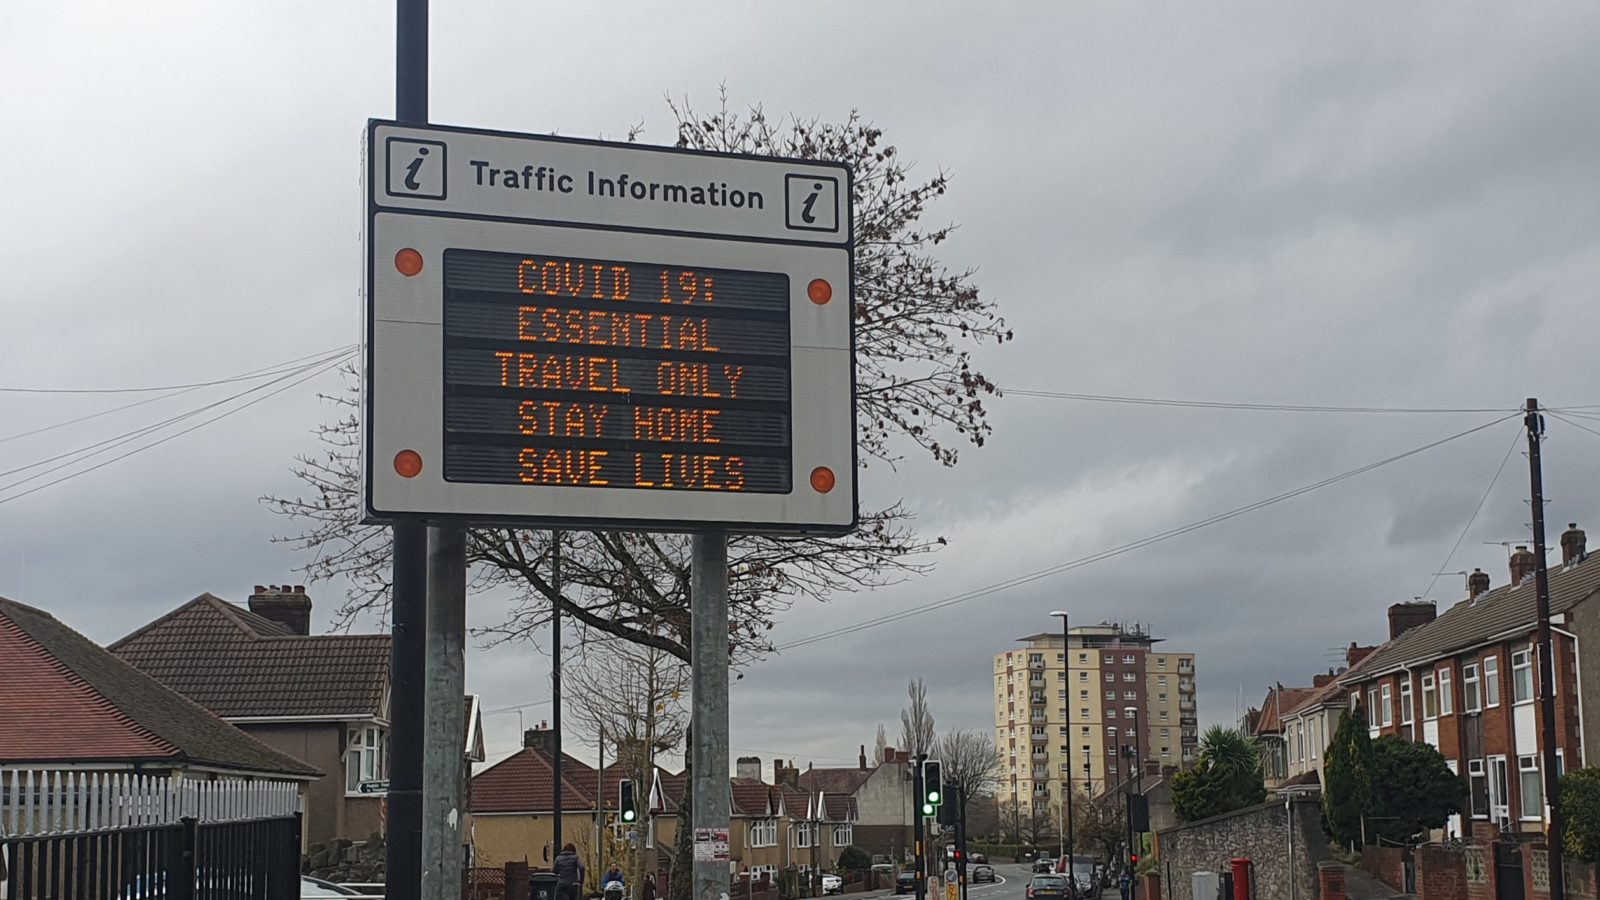 i Traffic Information i
COVID 19:
ESSENTIAL
TRAVEL ONLY
STAY HOME
SAVE LIVES